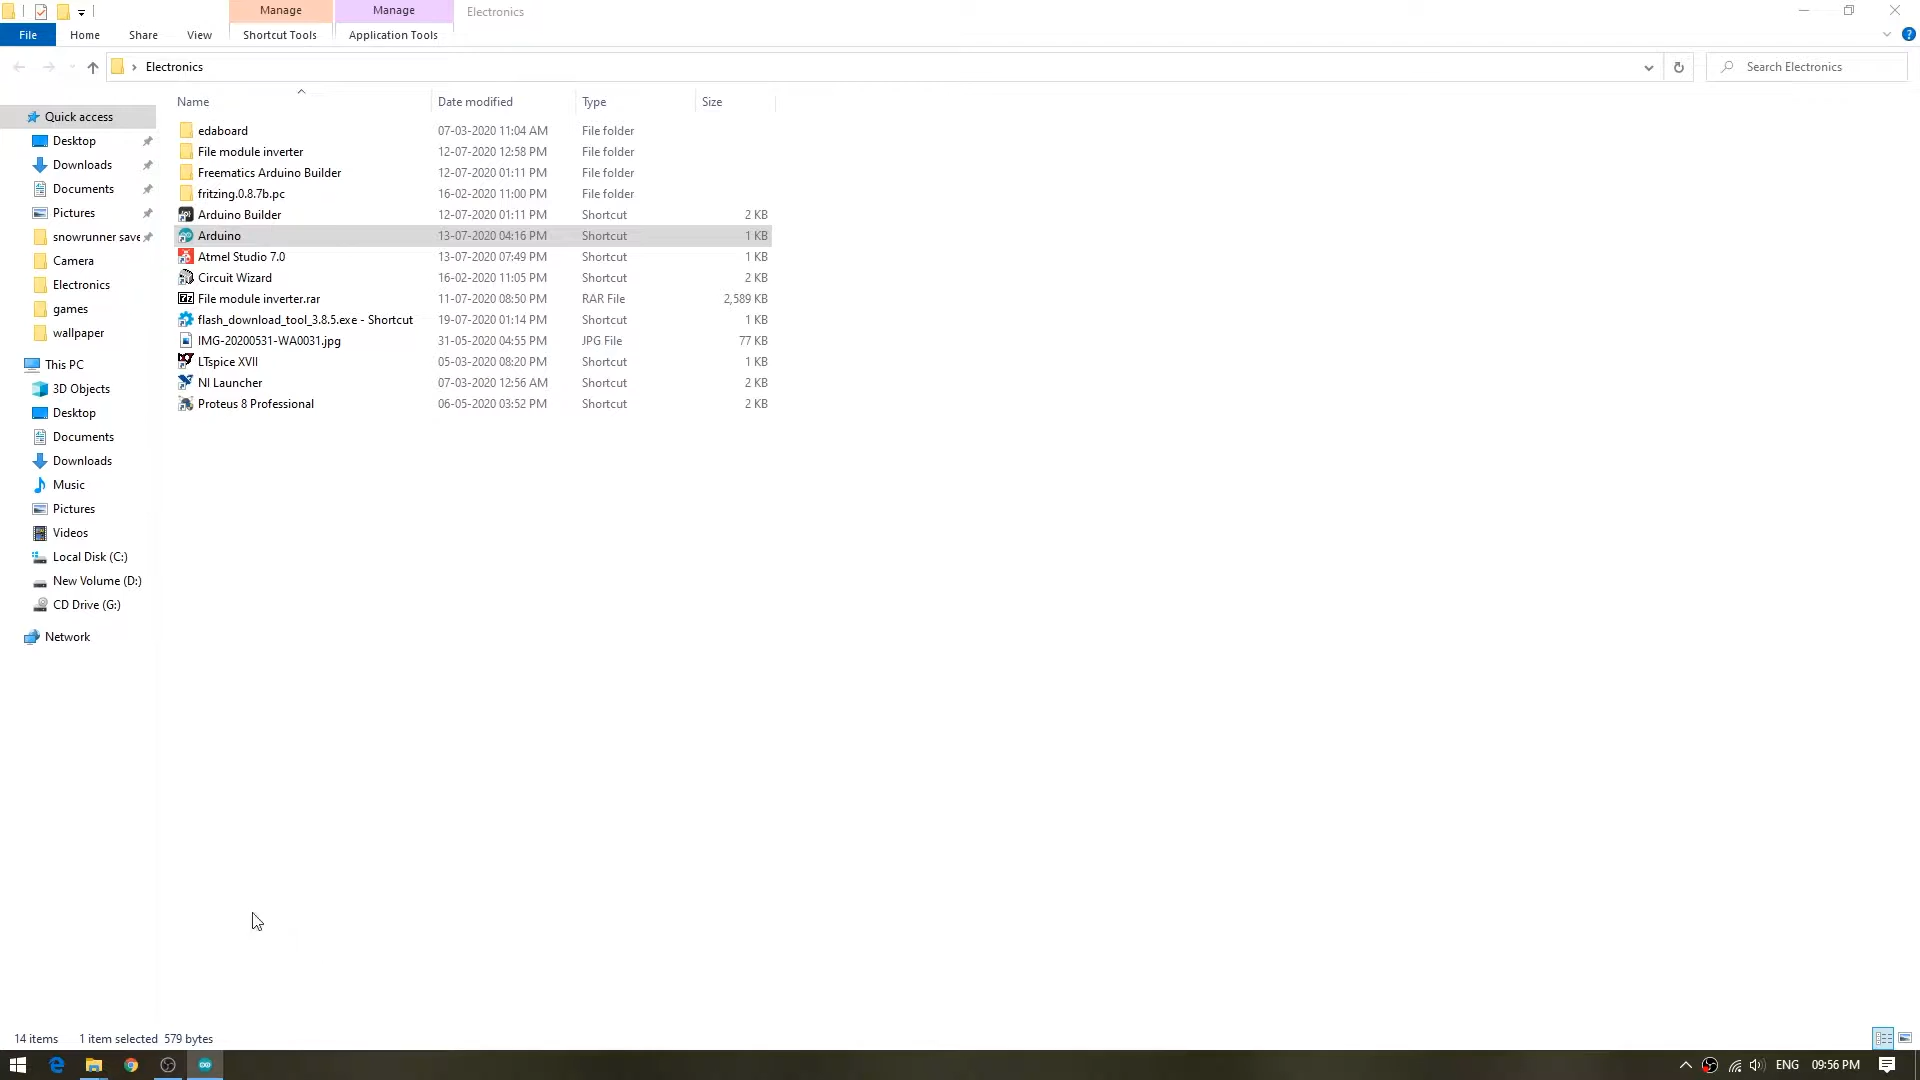 Manage Manage Electronics
File Home Share View Shortcut Tools Application Tools
Electronics Search Electronics
Name Date modified Type Size
Quick access
Desktop
Downloads
Documents
Pictures
snowrunner save
Camera
Electronics
games
wallpaper
This PC
3D Objects
Desktop
Documents
Downloads
Music
Pictures
Videos
Local Disk (C:)
New Volume (D:)
CD Drive (G:)
Network
edaboard 07-03-2020 11:04 AM File folder
File module inverter 12-07-2020 12:58 PM File folder
Freematics Arduino Builder 12-07-2020 01:11 PM File folder
fritzing.0.8.7b.pc 16-02-2020 11:00 PM File folder
Arduino Builder 12-07-2020 01:11 PM Shortcut 2 KB
Arduino 13-07-2020 04:16 PM Shortcut 1 KB
Atmel Studio 7.0 13-07-2020 07:49 PM Shortcut 1 KB
Circuit Wizard 16-02-2020 11:05 PM Shortcut 2 KB
File module inverter.rar 11-07-2020 08:50 PM RAR File 2,589 KB
flash_download_tool_3.8.5.exe - Shortcut 19-07-2020 01:14 PM Shortcut 1 KB
IMG-20200531-WA0031.jpg 31-05-2020 04:55 PM JPG File 77 KB
LTspice XVII 05-03-2020 08:20 PM Shortcut 1 KB
NI Launcher 07-03-2020 12:56 AM Shortcut 2 KB
Proteus 8 Professional 06-05-2020 03:52 PM Shortcut 2 KB
14 items 1 item selected 579 bytes
ENG 09:56 PM